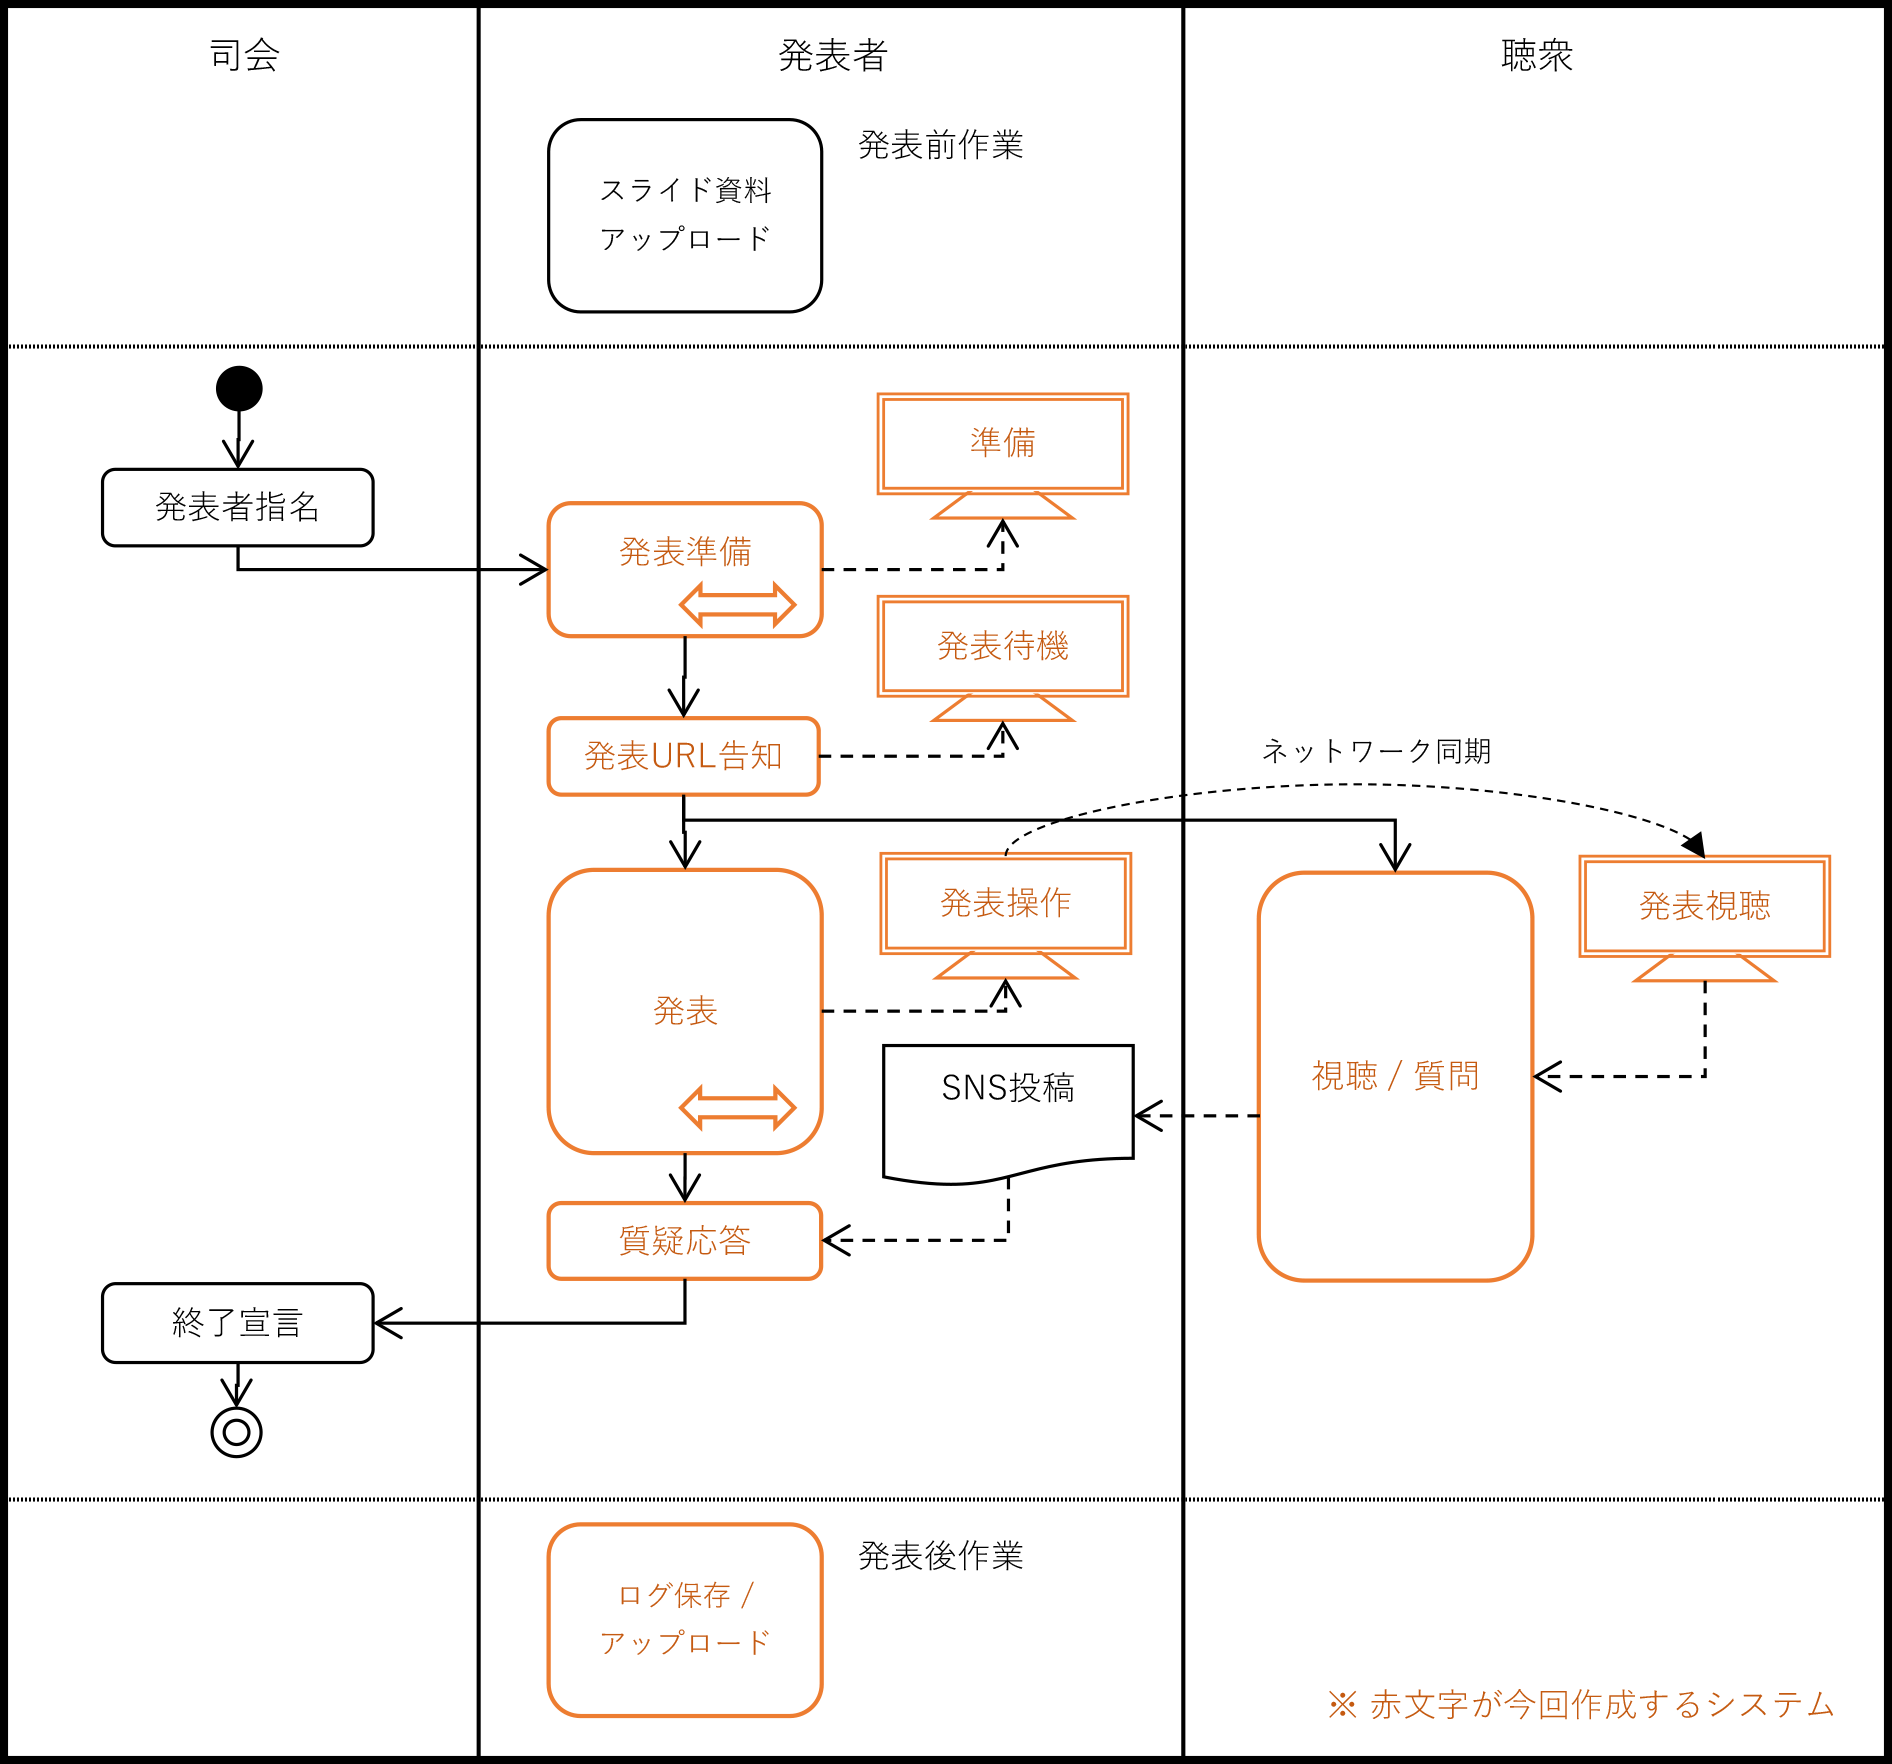 司会
発表者
聴衆
発表前作業
スライド資料
アップロード
準備
発表者指名
発表準備
発表待機
発表URL告知
ネットワーク同期
発表操作
発表視聴
発表
視聴 / 質問
SNS投稿
質疑応答
終了宣言
発表後作業
ログ保存 /
アップロード
※ 赤文字が今回作成するシステム